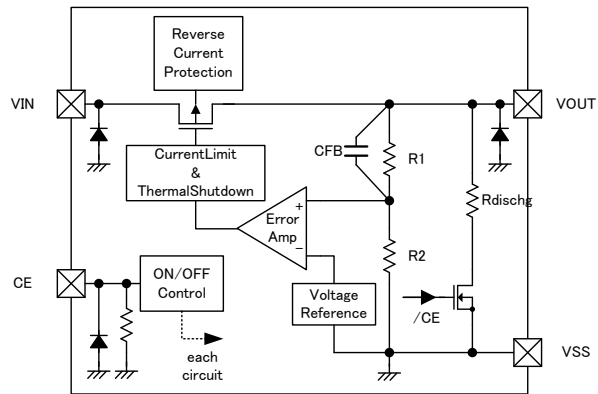 Reverse
Current
Protection
VIN
VOUT
CurrentLimit
&
ThermalShutdown
CFB
R1
Rdischg
+
Error
Amp
-
R2
CE
ON/OFF
Control
Voltage
Reference
/CE
each
circuit
VSS